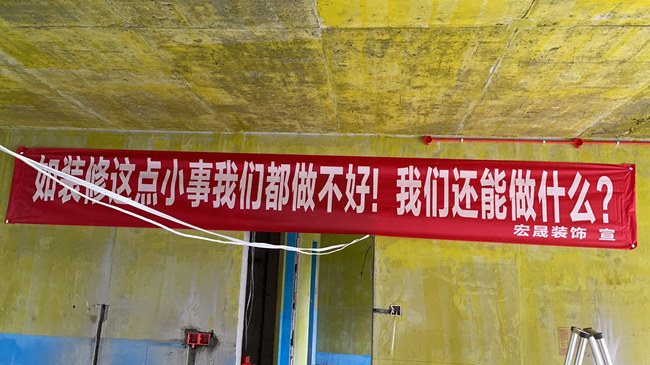 如装修这点小事我们都做不好！我们还能做什么？
宏晟装饰 宣